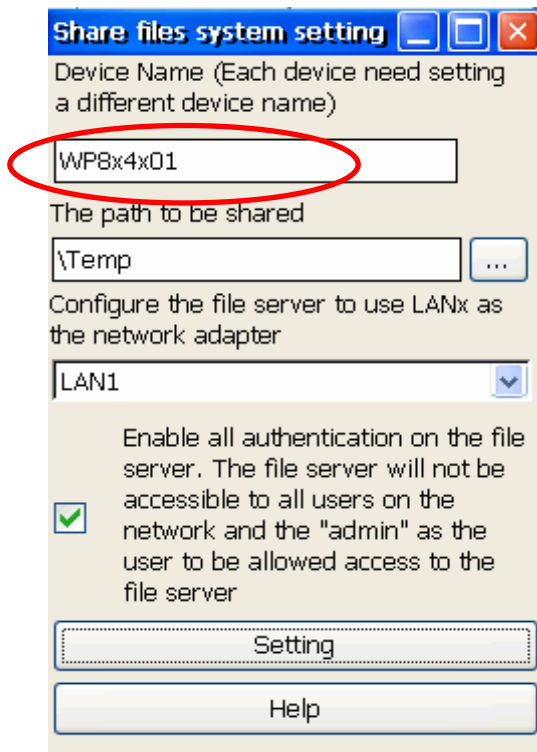 Share files system setting
Device Name (Each device need setting
a different device name)
WP8x4x01
The path to be shared
\Temp
...
Configure the file server to use LANx as
the network adapter
LAN1
Enable all authentication on the file
server. The file server will not be
accessible to all users on the
network and the "admin" as the
user to be allowed access to the
file server
Setting
Help